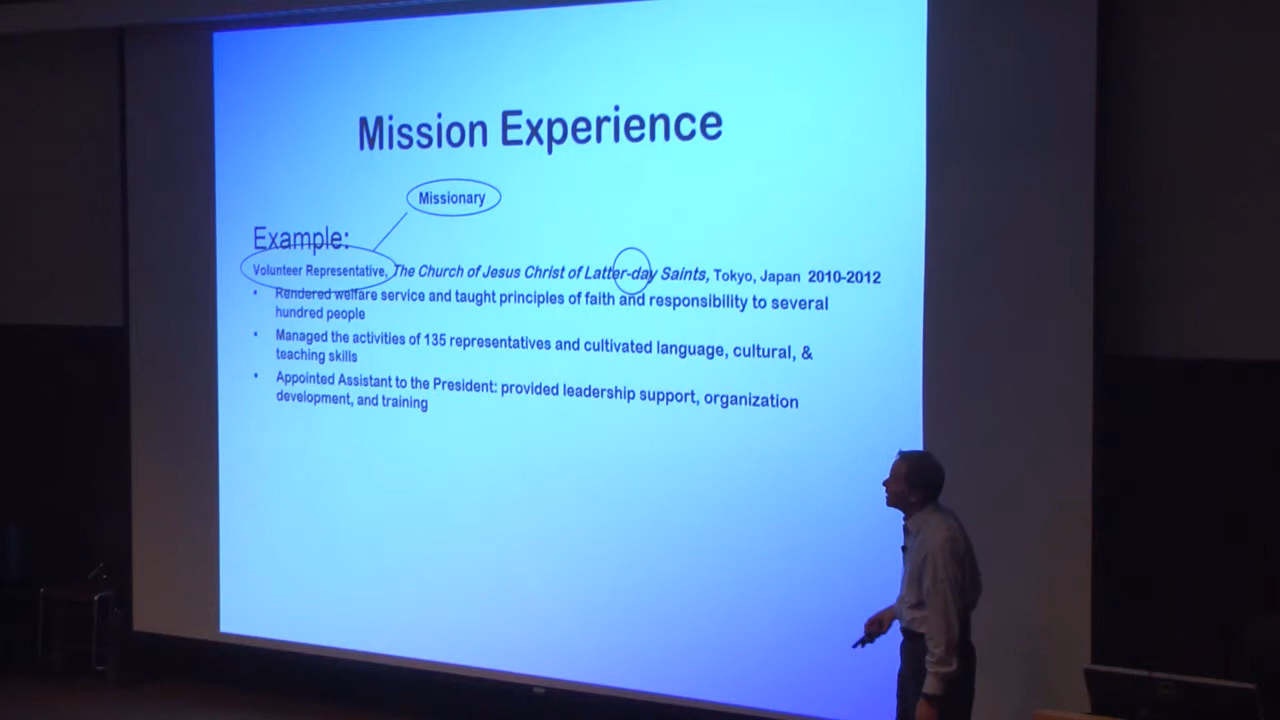 Mission Experience
Missionary
Example:
Volunteer Representative, The Church of Jesus Christ of Latter-day Saints, Tokyo, Japan 2010-2012
• Rendered welfare service and taught principles of faith and responsibility to several
hundred people
• Managed the activities of 135 representatives and cultivated language, cultural, &
teaching skills
• Appointed Assistant to the President: provided leadership support, organization
development, and training